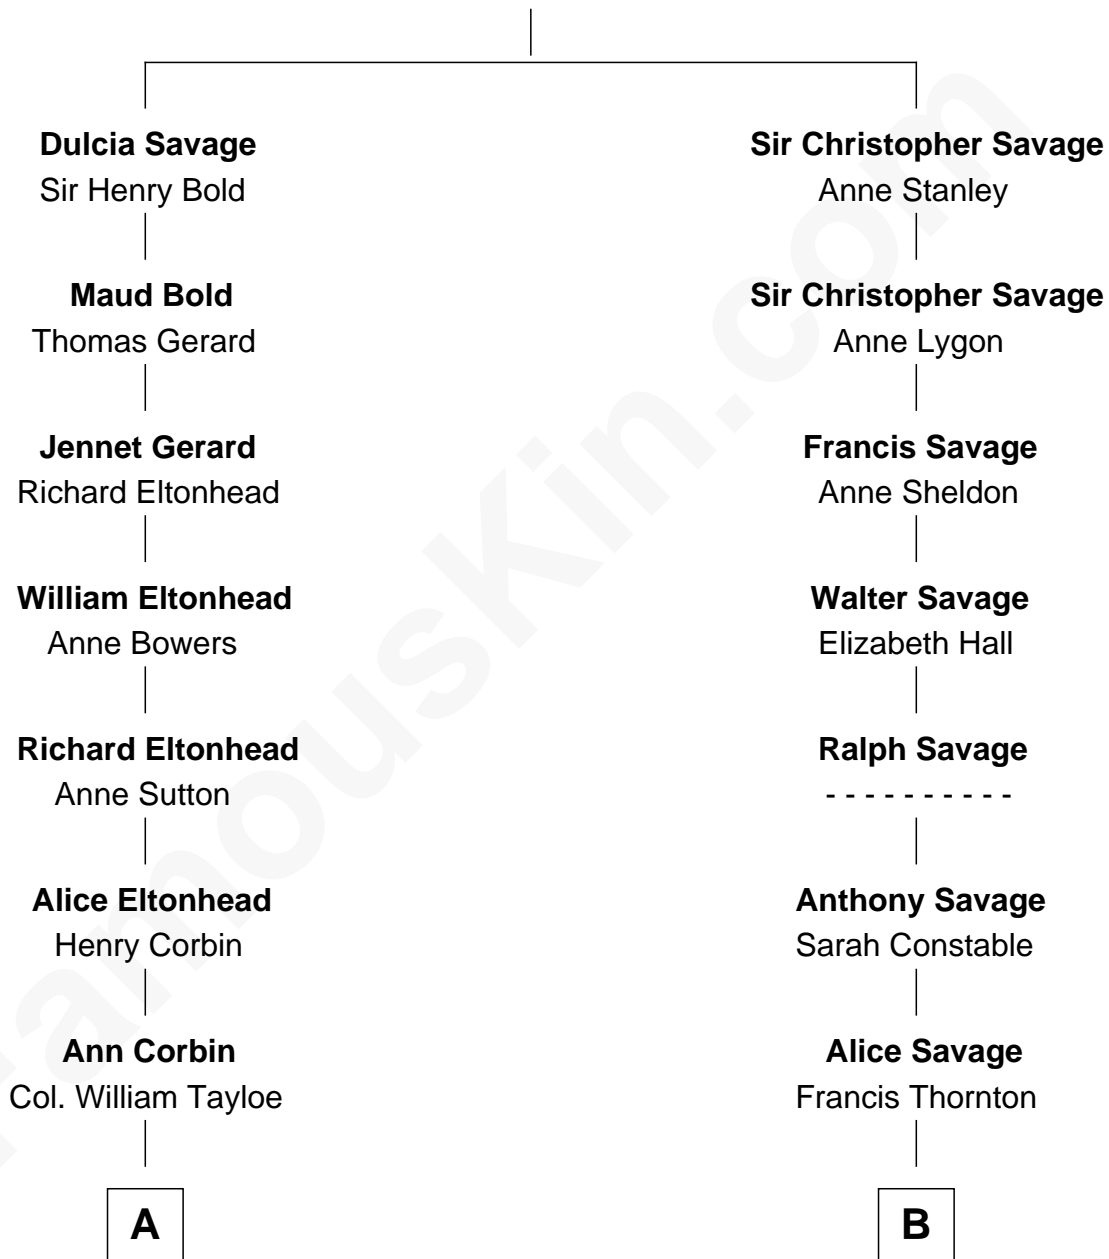 Dulcia Savage
Sir Henry Bold
Maud Bold
Thomas Gerard
Jennet Gerard
Richard Eltonhead
William Eltonhead
Anne Bowers
Richard Eltonhead
Anne Sutton
Alice Eltonhead
Henry Corbin
Ann Corbin
Col. William Tayloe
A
Sir Christopher Savage
Anne Stanley
Sir Christopher Savage
Anne Lygon
Francis Savage
Anne Sheldon
Walter Savage
Elizabeth Hall
Ralph Savage
- - - - - - - - - -
Anthony Savage
Sarah Constable
Alice Savage
Francis Thornton
B
FamousKin.com